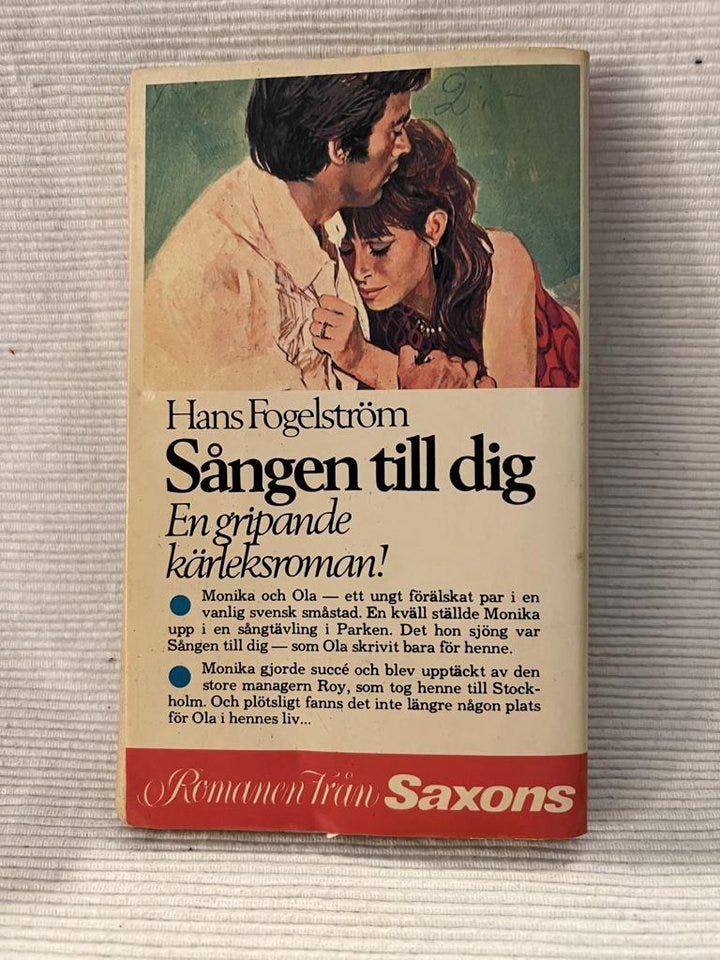 2:-
Hans Fogelström
Sången till dig
En gripande
kärleksroman!
Monika och Ola — ett ungt förälskat par i en
vanlig svensk småstad. En kväll ställde Monika
upp i en sångtävling i Parken. Det hon sjöng var
Sången till dig — som Ola skrivit bara för henne.
Monika gjorde succé och blev upptäckt av den
store managern Roy, som tog henne till Stock-
holm. Och plötsligt fanns det inte längre någon plats
för Ola i hennes liv...
Romanen från Saxons